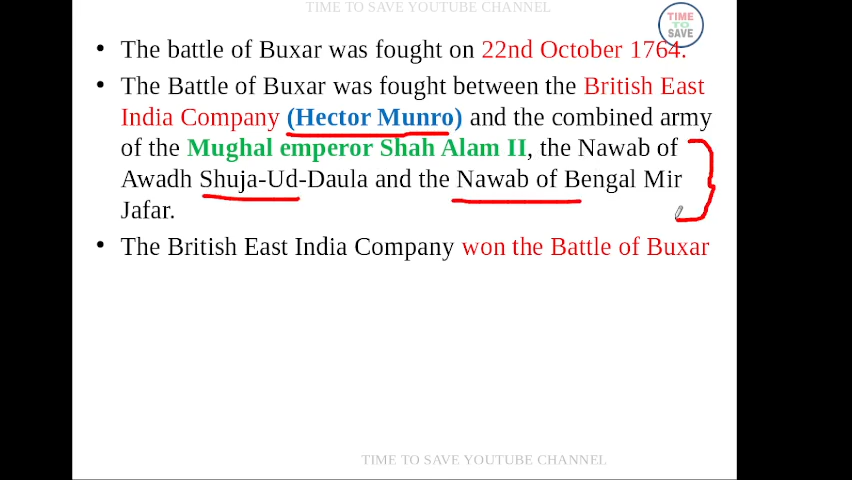 TIME TO SAVE YOUTUBE CHANNEL
TIME
TO
SAVE
• The battle of Buxar was fought on 22nd October 1764.
• The Battle of Buxar was fought between the British East
India Company (Hector Munro) and the combined army
of the Mughal emperor Shah Alam II, the Nawab of
Awadh Shuja-Ud-Daula and the Nawab of Bengal Mir
Jafar.
• The British East India Company won the Battle of Buxar
TIME TO SAVE YOUTUBE CHANNEL